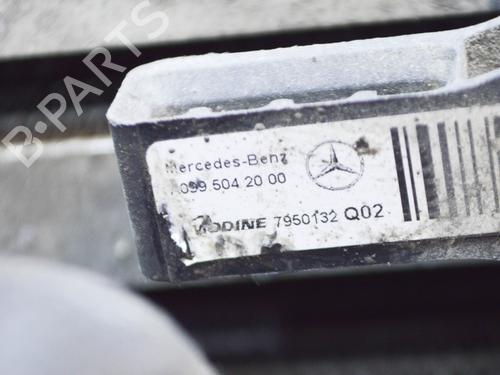 B-PARTS
Mercedes-Benz
099 504 20 00
MODINE 7950132 Q02